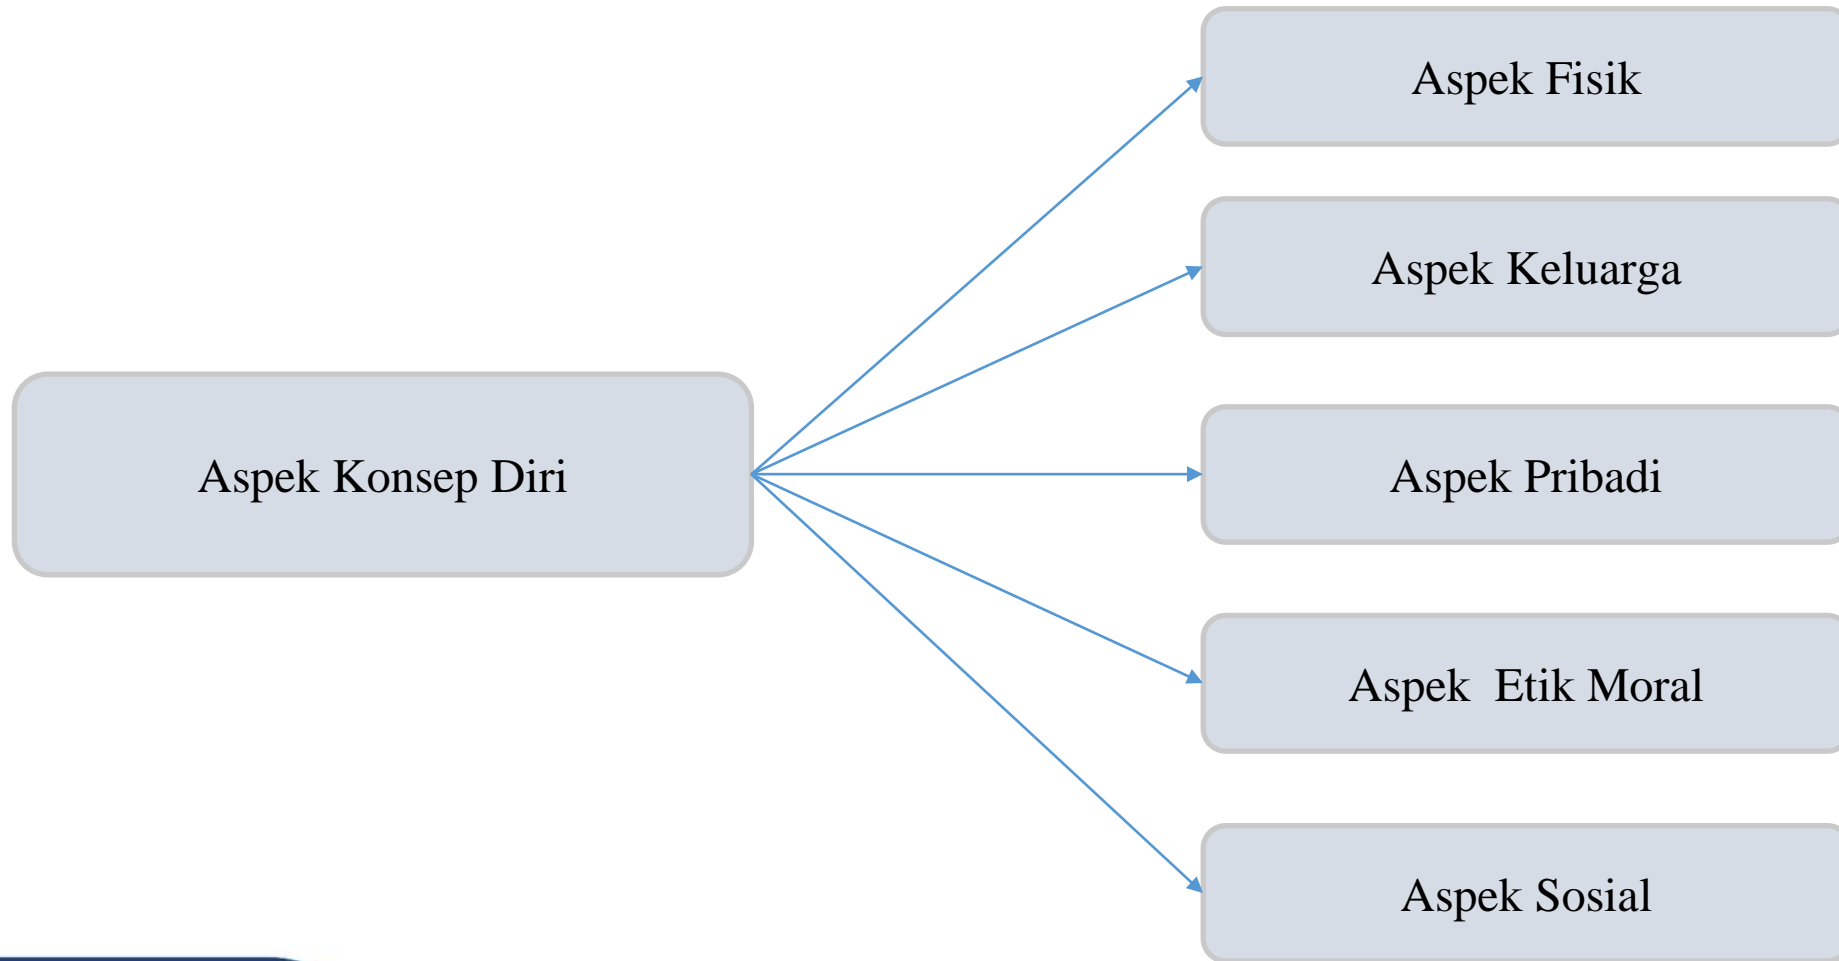 Aspek Fisik
Aspek Keluarga
Aspek Konsep Diri
Aspek Pribadi
Aspek  Etik Moral
Aspek Sosial